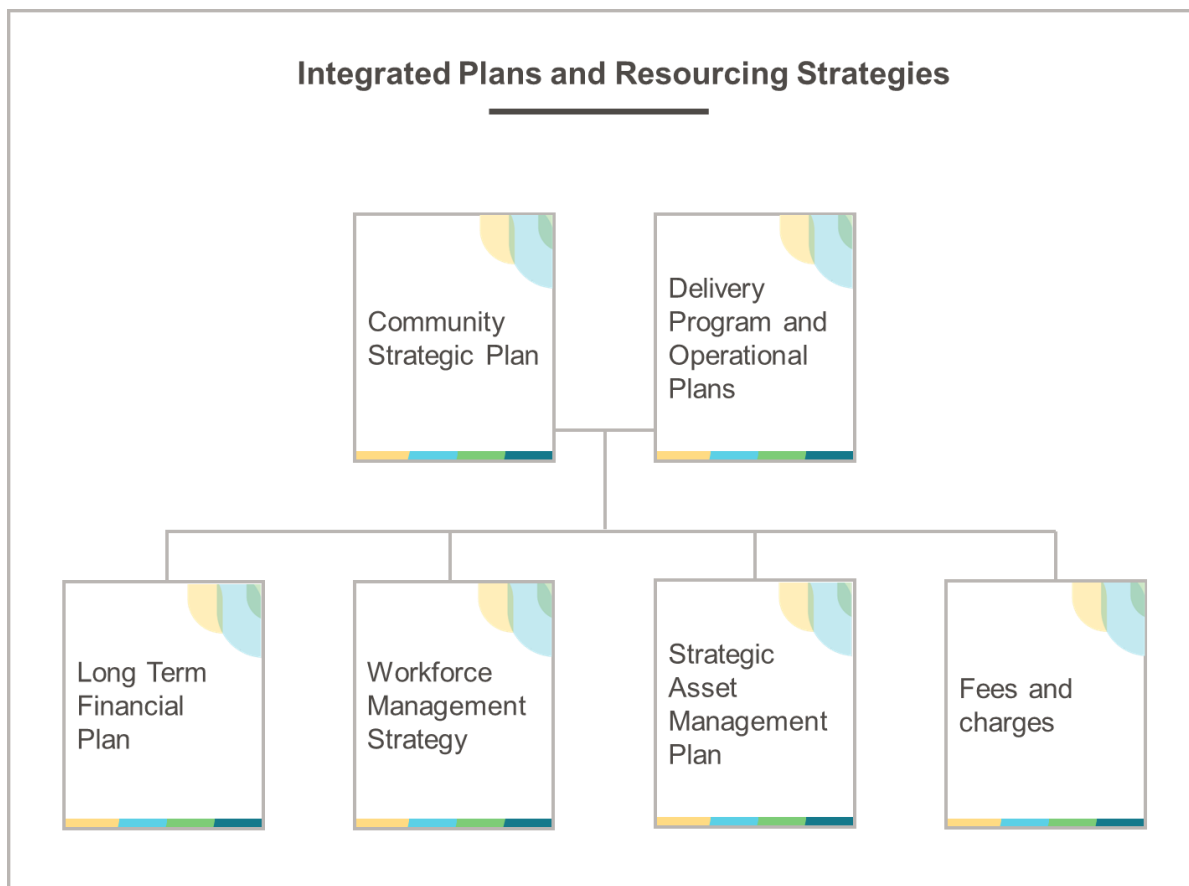 Integrated Plans and Resourcing Strategies
Community
Strategic Plan
Delivery
Program and
Operational
Plans
Long Term
Financial
Plan
Workforce
Management
Strategy
Strategic
Asset
Management
Plan
Fees and
charges